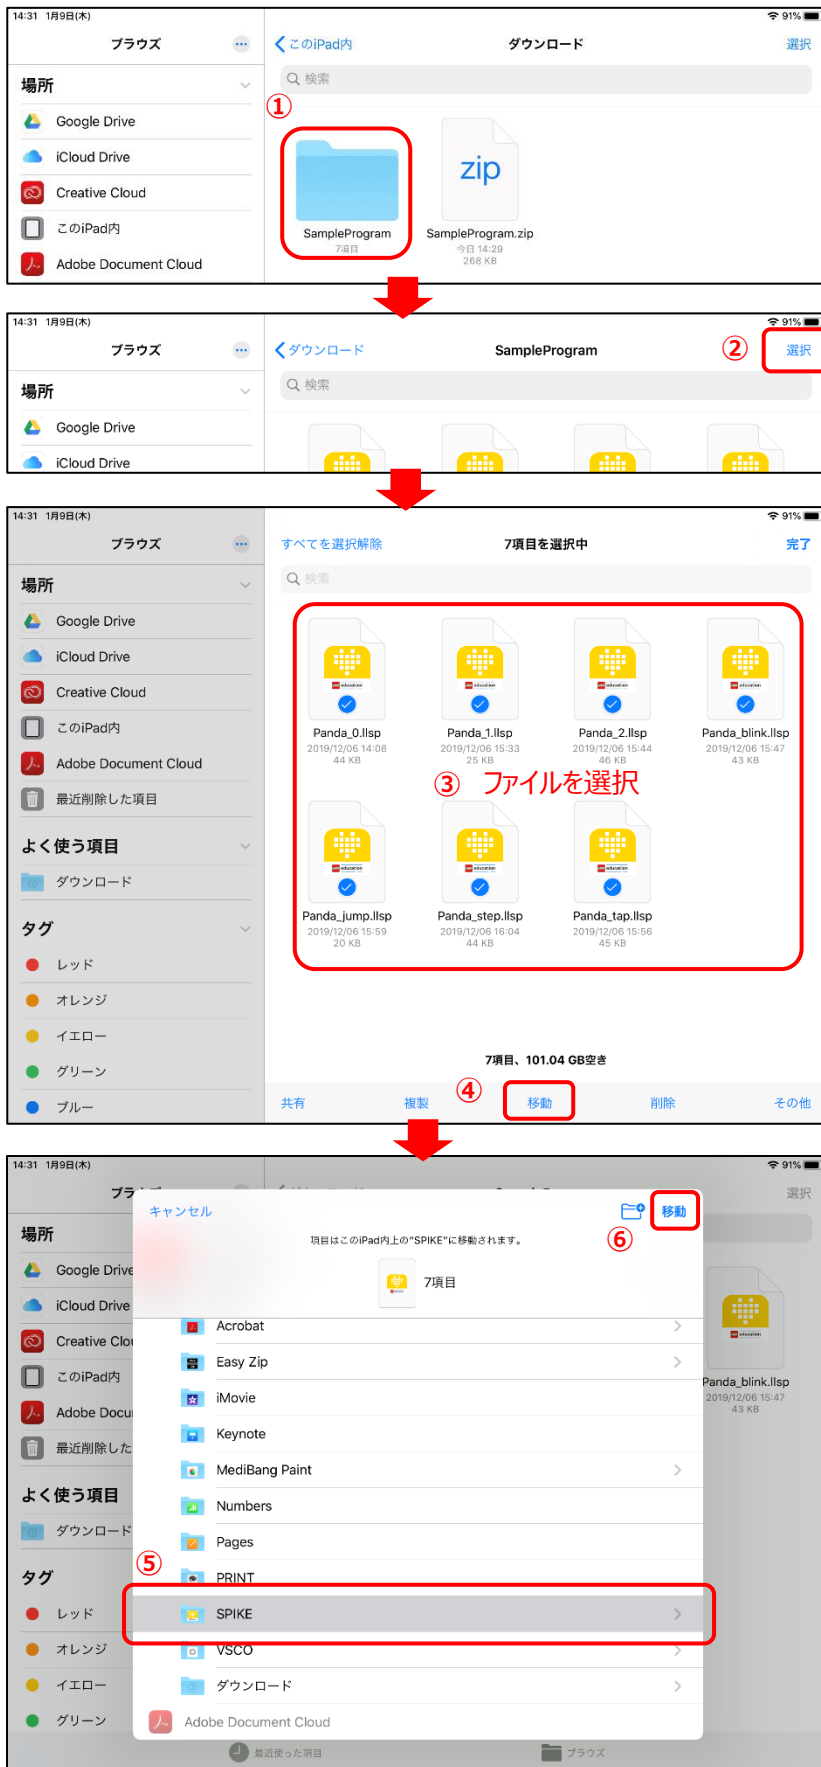 14:31 1月9日(木)
91%
ブラウズ
このiPad内
ダウンロード
選択
場所
検索
①
Google Drive
iCloud Drive
Creative Cloud
このiPad内
Adobe Document Cloud
zip
SampleProgram
7項目
SampleProgram.zip
今日 14:29
268 KB
14:31 1月9日(木)
91%
ブラウズ
ダウンロード
SampleProgram
②
選択
場所
検索
Google Drive
iCloud Drive
14:31 1月9日(木)
91%
ブラウズ
すべてを選択解除
7項目を選択中
完了
場所
検索
Google Drive
iCloud Drive
Creative Cloud
このiPad内
Adobe Document Cloud
最近削除した項目
よく使う項目
ダウンロード
タグ
レッド
オレンジ
イエロー
グリーン
ブルー
education
education
education
education
Panda_0.llsp
2019/12/06 14:08
44 KB
Panda_1.llsp
2019/12/06 15:33
25 KB
Panda_2.llsp
2019/12/06 15:44
46 KB
Panda_blink.llsp
2019/12/06 15:47
43 KB
③ ファイルを選択
education
education
education
Panda_jump.llsp
2019/12/06 15:59
20 KB
Panda_step.llsp
2019/12/06 16:04
44 KB
Panda_tap.llsp
2019/12/06 15:56
45 KB
7項目、101.04 GB空き
共有
複製
④
移動
削除
その他
14:31 1月9日(木)
91%
ブラ
選択
キャンセル
移動
⑥
項目はこのiPad内上の“SPIKE”に移動されます。
7項目
場所
Google Drive
iCloud Drive
Creative Clou
このiPad内
Adobe Docu
最近削除した
よく使う項目
ダウンロード
タグ
レッド
オレンジ
イエロー
グリーン
education
Panda_blink.llsp
2019/12/06 15:47
43 KB
Acrobat
Easy Zip
iMovie
Keynote
MediBang Paint
Numbers
Pages
⑤
PRINT
SPIKE
VSCO
ダウンロード
Adobe Document Cloud
最近使った項目
ブラウズ